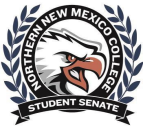 NORTHERN NEW MEXICO COLLEGE
STUDENT SENATE